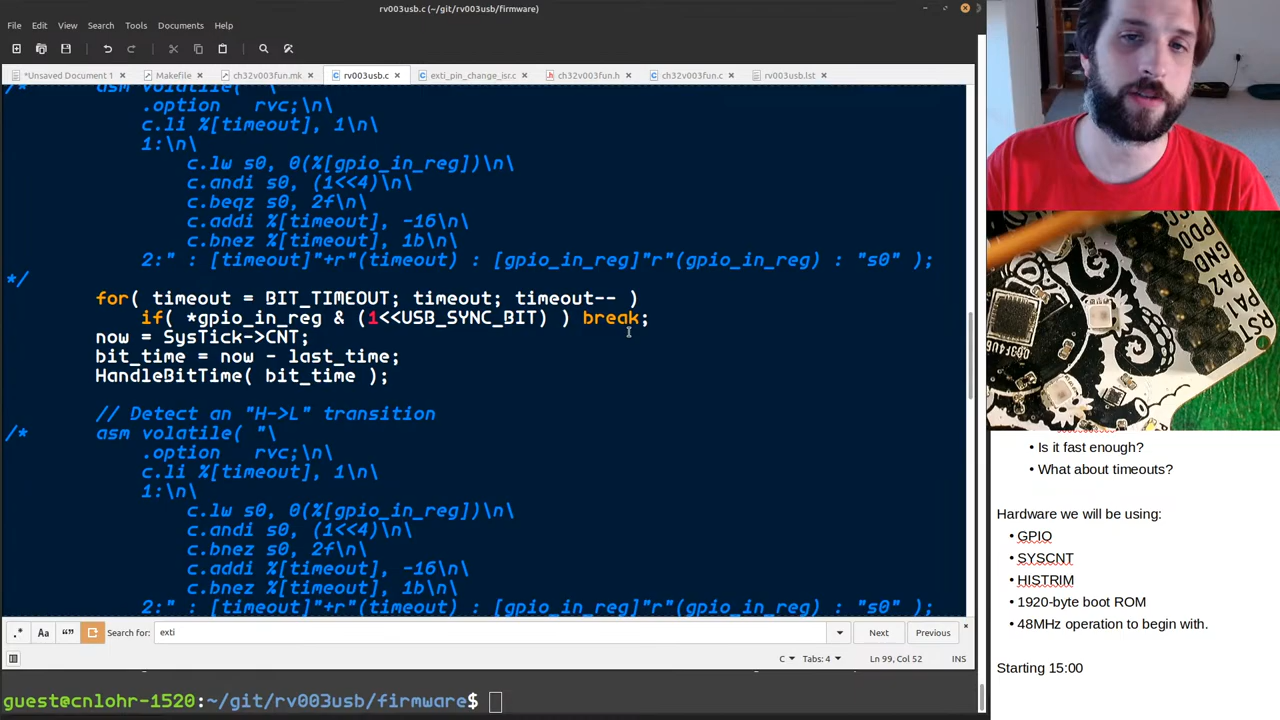 rv003usb.c (~/git/rv003usb/firmware)
File Edit View Search Tools Documents Help
*Unsaved Document 1 Makefile ch32v003fun.mk rv003usb.c exti_pin_change_isr.c ch32v003fun.h ch32v003fun.c rv003usb.lst
/* asm volatile( "\
.option rvc;\n\
c.li %[timeout], 1\n\
1:\n\
c.lw s0, 0(%[gpio_in_reg])\n\
c.andi s0, (1<<4)\n\
c.beqz s0, 2f\n\
c.addi %[timeout], -16\n\
c.bnez %[timeout], 1b\n\
2:" : [timeout]"+r"(timeout) : [gpio_in_reg]"r"(gpio_in_reg) : "s0" );
*/
for( timeout = BIT_TIMEOUT; timeout; timeout-- )
if( *gpio_in_reg & (1<<USB_SYNC_BIT) ) break;
now = SysTick->CNT;
bit_time = now - last_time;
HandleBitTime( bit_time );
// Detect an "H->L" transition
/* asm volatile( "\
.option rvc;\n\
c.li %[timeout], 1\n\
1:\n\
c.lw s0, 0(%[gpio_in_reg])\n\
c.andi s0, (1<<4)\n\
c.bnez s0, 2f\n\
c.addi %[timeout], -16\n\
c.bnez %[timeout], 1b\n\
2:" : [timeout]"+r"(timeout) : [gpio_in_reg]"r"(gpio_in_reg) : "s0" );
.* Aa “” Search for: exti Next Previous
C Tabs: 4 Ln 99, Col 52 INS
guest@cnlohr-1520:~/git/rv003usb/firmware$
PD0
GND
PA2
PA1
RST
• Is it fast enough?
• What about timeouts?
Hardware we will be using:
• GPIO
• SYSCNT
• HISTRIM
• 1920-byte boot ROM
• 48MHz operation to begin with.
Starting 15:00